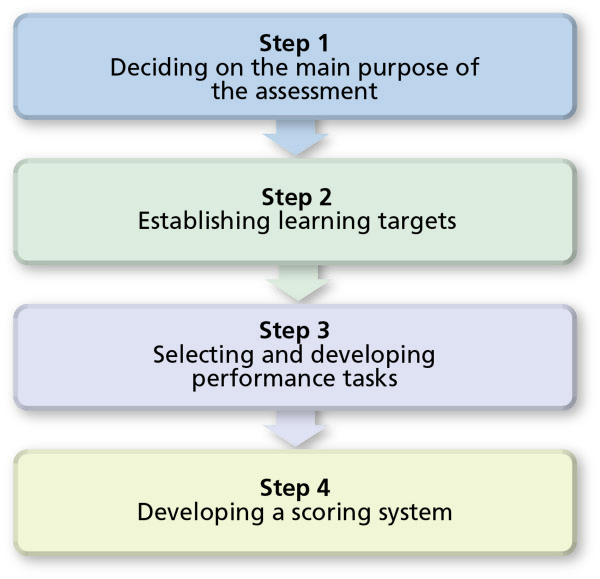 Step 1
Deciding on the main purpose of
the assessment
Step 2
Establishing learning targets
Step 3
Selecting and developing
performance tasks
Step 4
Developing a scoring system